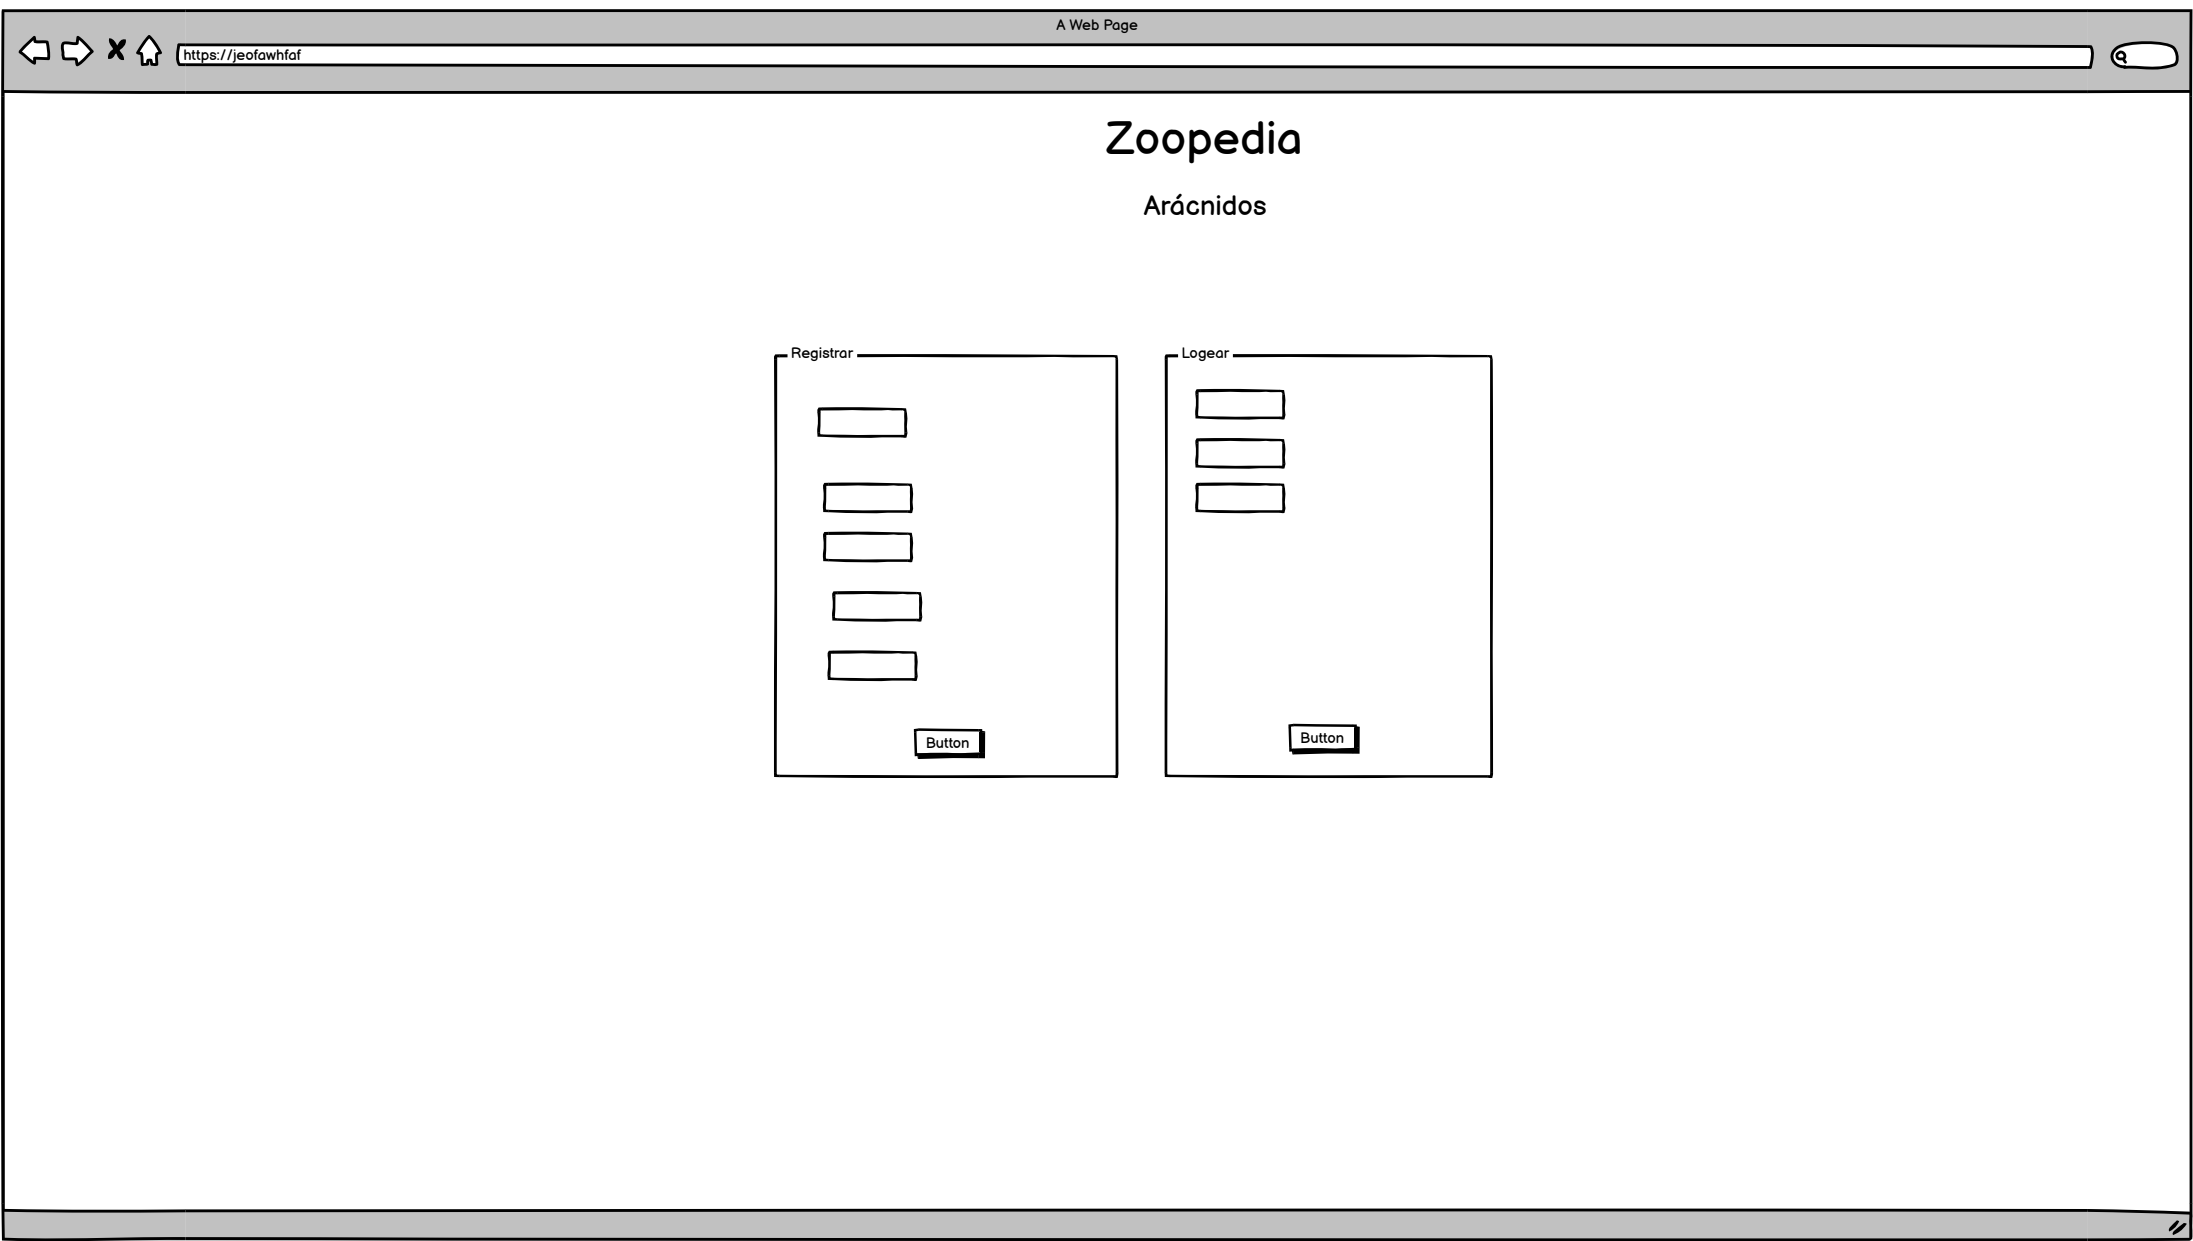 A Web Page
https://jeofawhfaf
Zoopedia
Arácnidos
Registrar
Button
Logear
Button